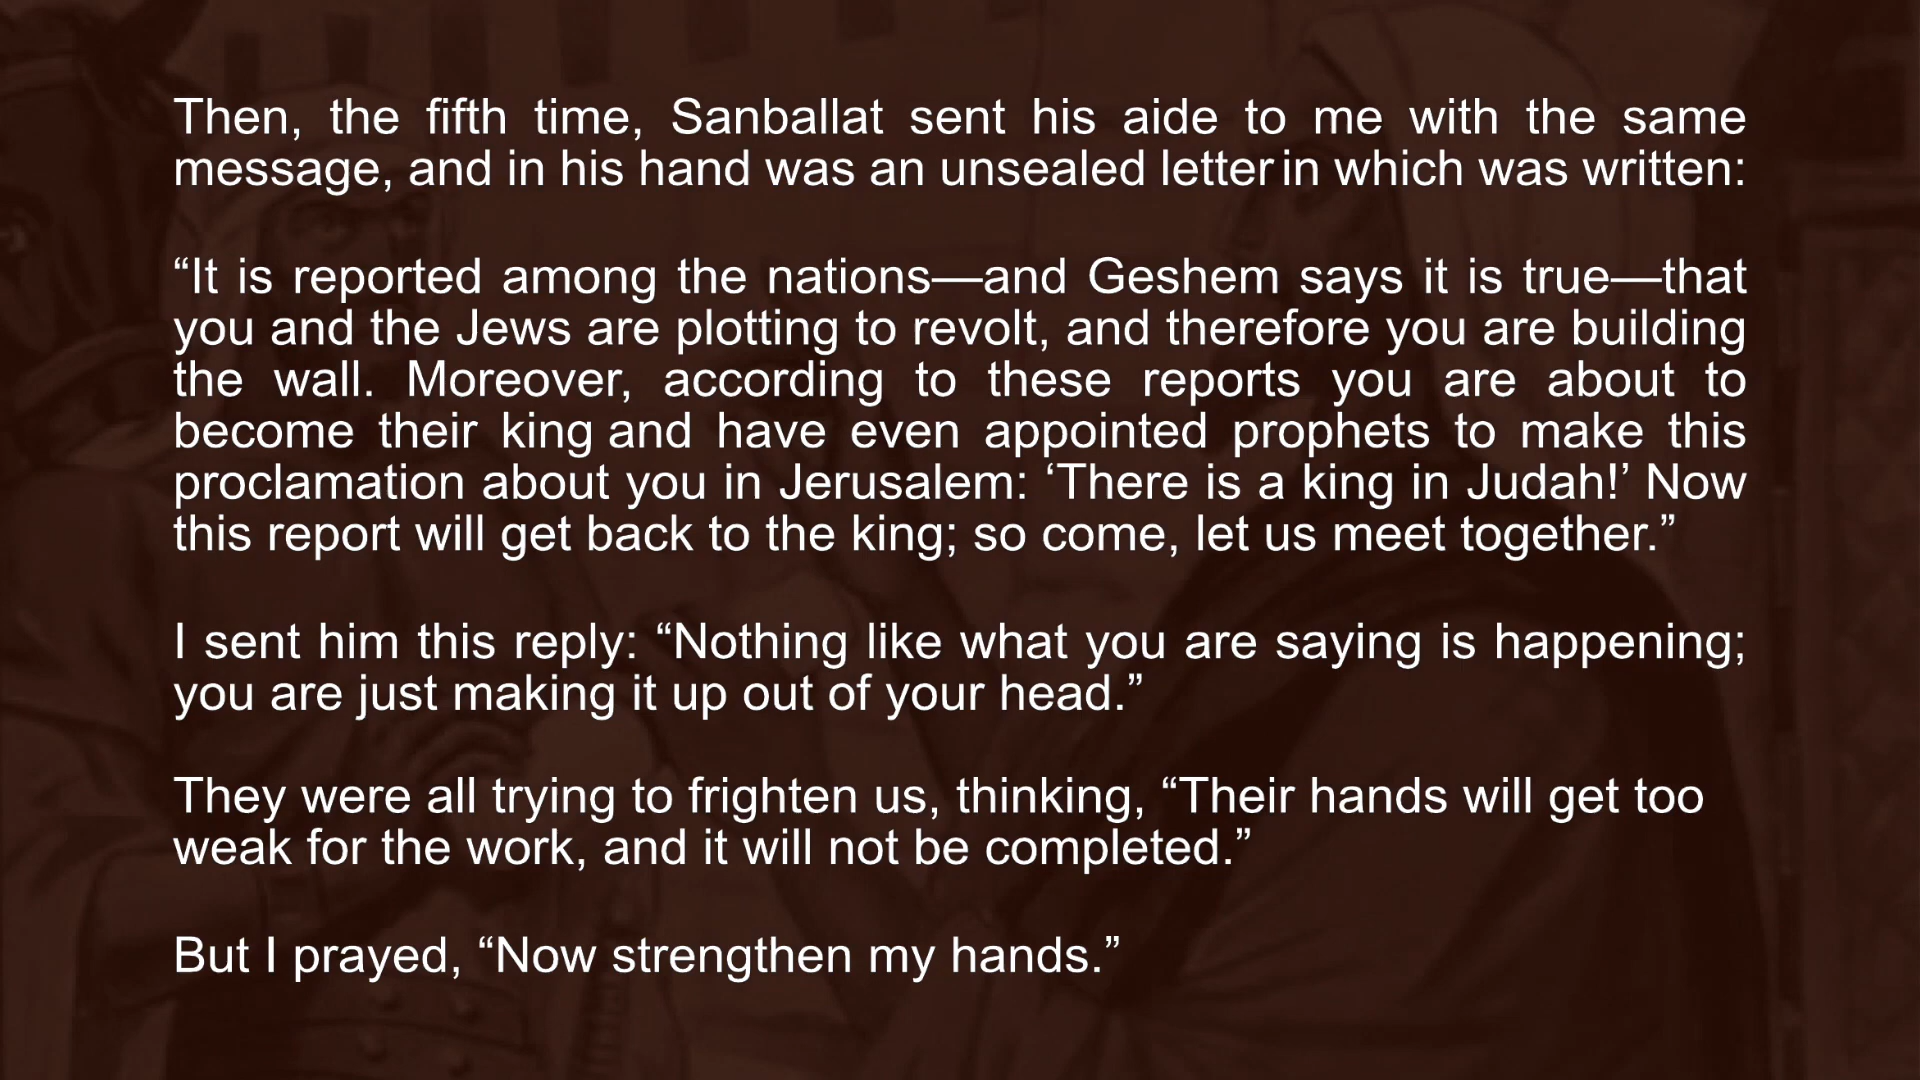 Then, the fifth time, Sanballat sent his aide to me with the same
message, and in his hand was an unsealed letter in which was written:
“It is reported among the nations—and Geshem says it is true—that
you and the Jews are plotting to revolt, and therefore you are building
the wall. Moreover, according to these reports you are about to
become their king and have even appointed prophets to make this
proclamation about you in Jerusalem: ‘There is a king in Judah!’ Now
this report will get back to the king; so come, let us meet together.”
I sent him this reply: “Nothing like what you are saying is happening;
you are just making it up out of your head.”
They were all trying to frighten us, thinking, “Their hands will get too
weak for the work, and it will not be completed.”
But I prayed, “Now strengthen my hands.”